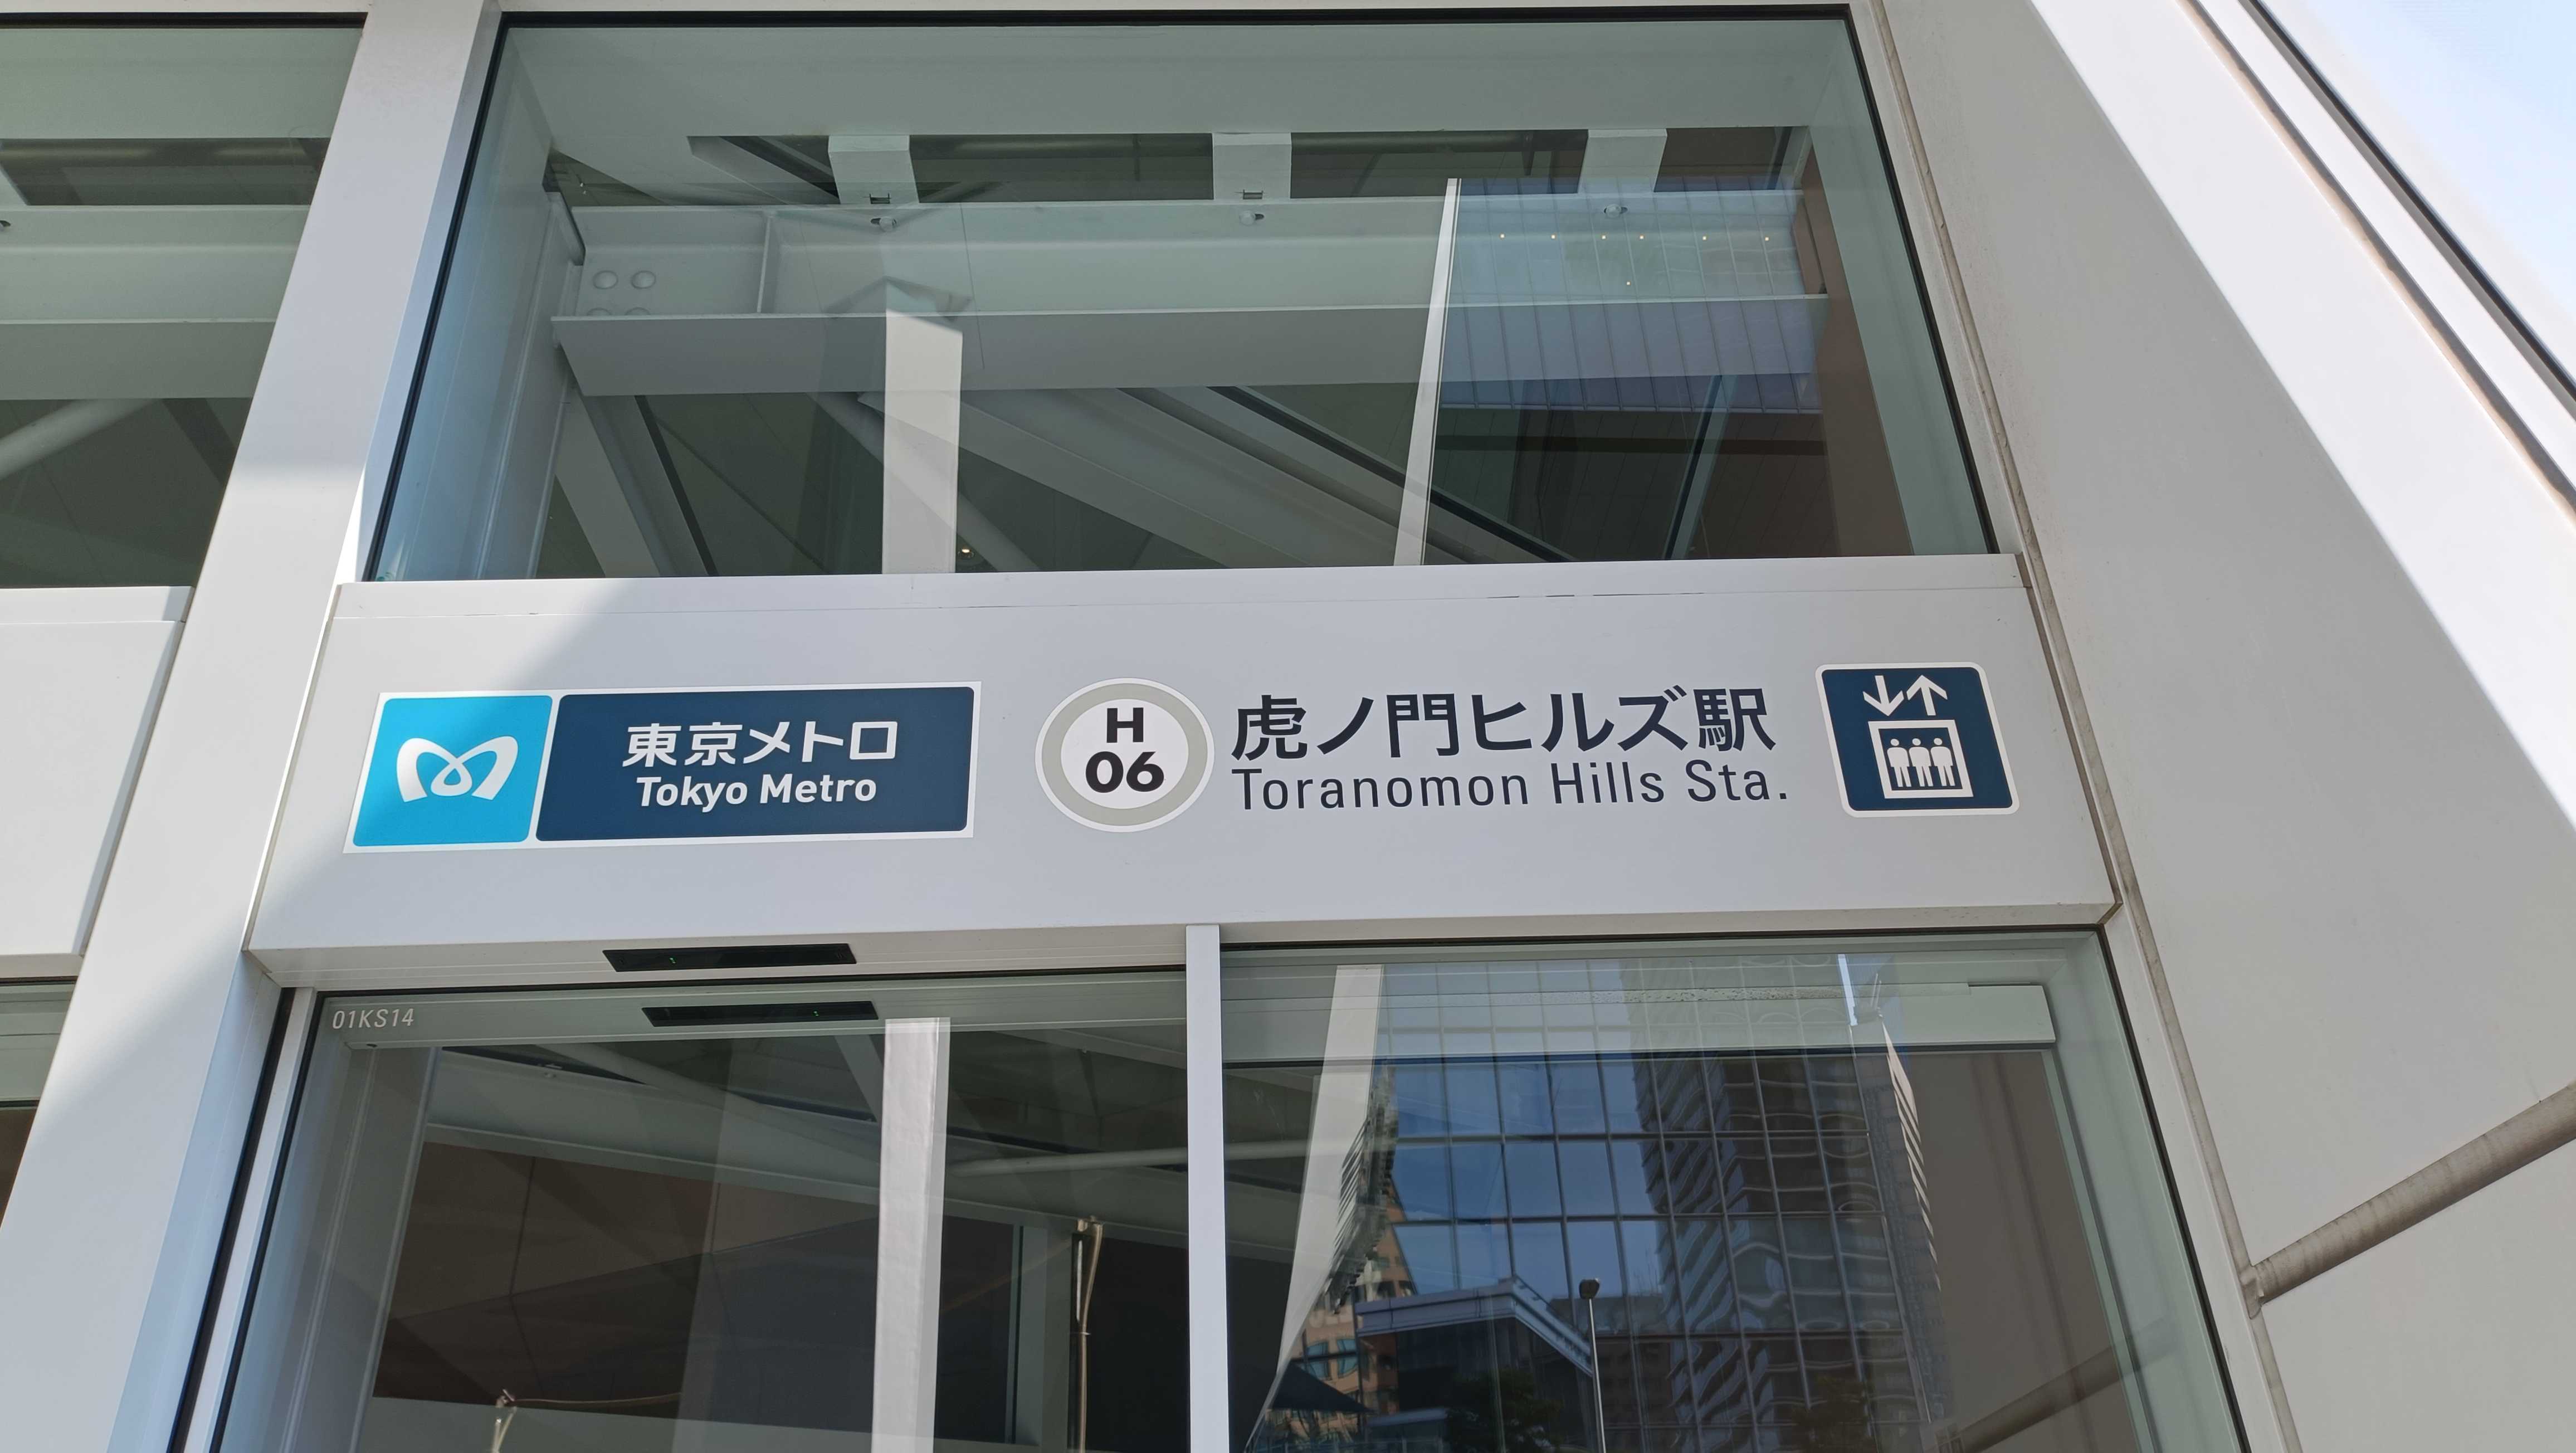 東京メトロ
Tokyo Metro
H
06
虎ノ門ヒルズ駅
Toranomon Hills Sta.
01KS14